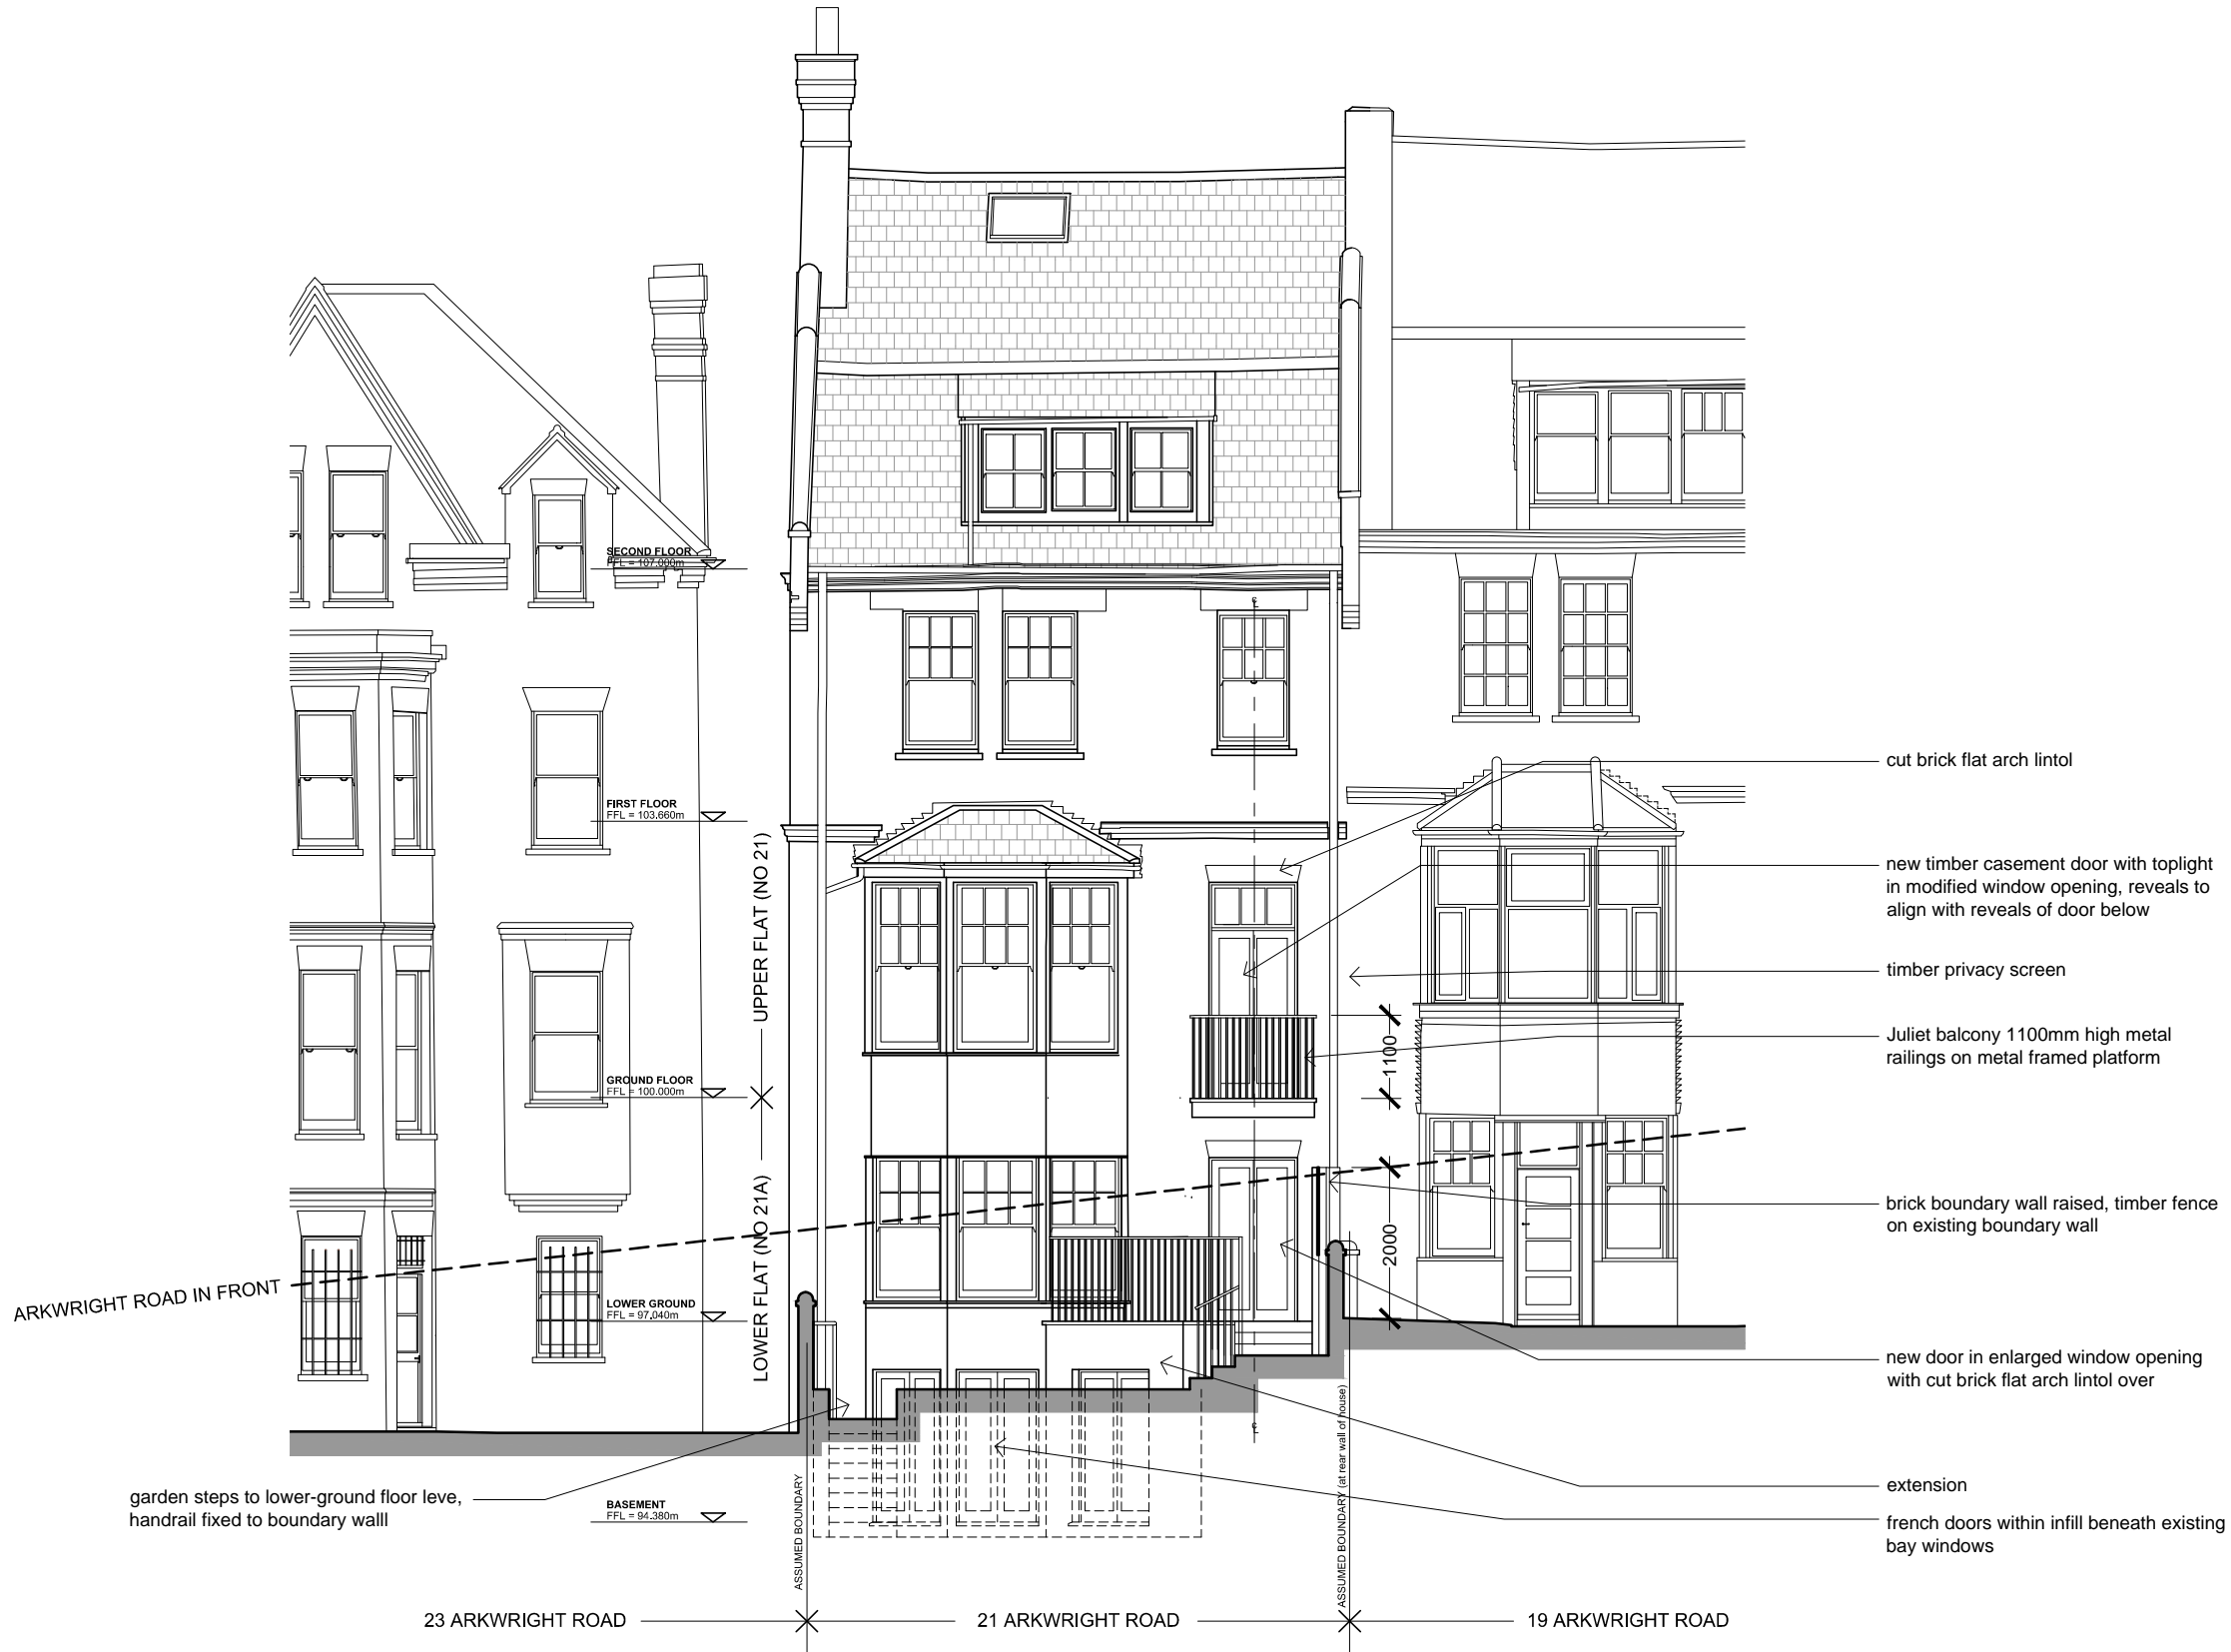 cut brick flat arch lintol
new timber casement door with toplight
in modified window opening, reveals to
align with reveals of door below
timber privacy screen
Juliet balcony 1100mm high metal
railings on metal framed platform
brick boundary wall raised, timber fence
on existing boundary wall
new door in enlarged window opening
with cut brick flat arch lintol over
extension
french doors within infill beneath existing
bay windows
SECOND FLOOR
FFL = 107.000m
FIRST FLOOR
FFL = 103.660m
GROUND FLOOR
FFL = 100.000m
LOWER GROUND
FFL = 97.040m
BASEMENT
FFL = 94.380m
UPPER FLAT (NO 21)
LOWER FLAT (NO 21A)
1100
2000
ARKWRIGHT ROAD IN FRONT
garden steps to lower-ground floor leve,
handrail fixed to boundary walll
ASSUMED BOUNDARY
ASSUMED BOUNDARY (at rear wall of house)
23 ARKWRIGHT ROAD
21 ARKWRIGHT ROAD
19 ARKWRIGHT ROAD